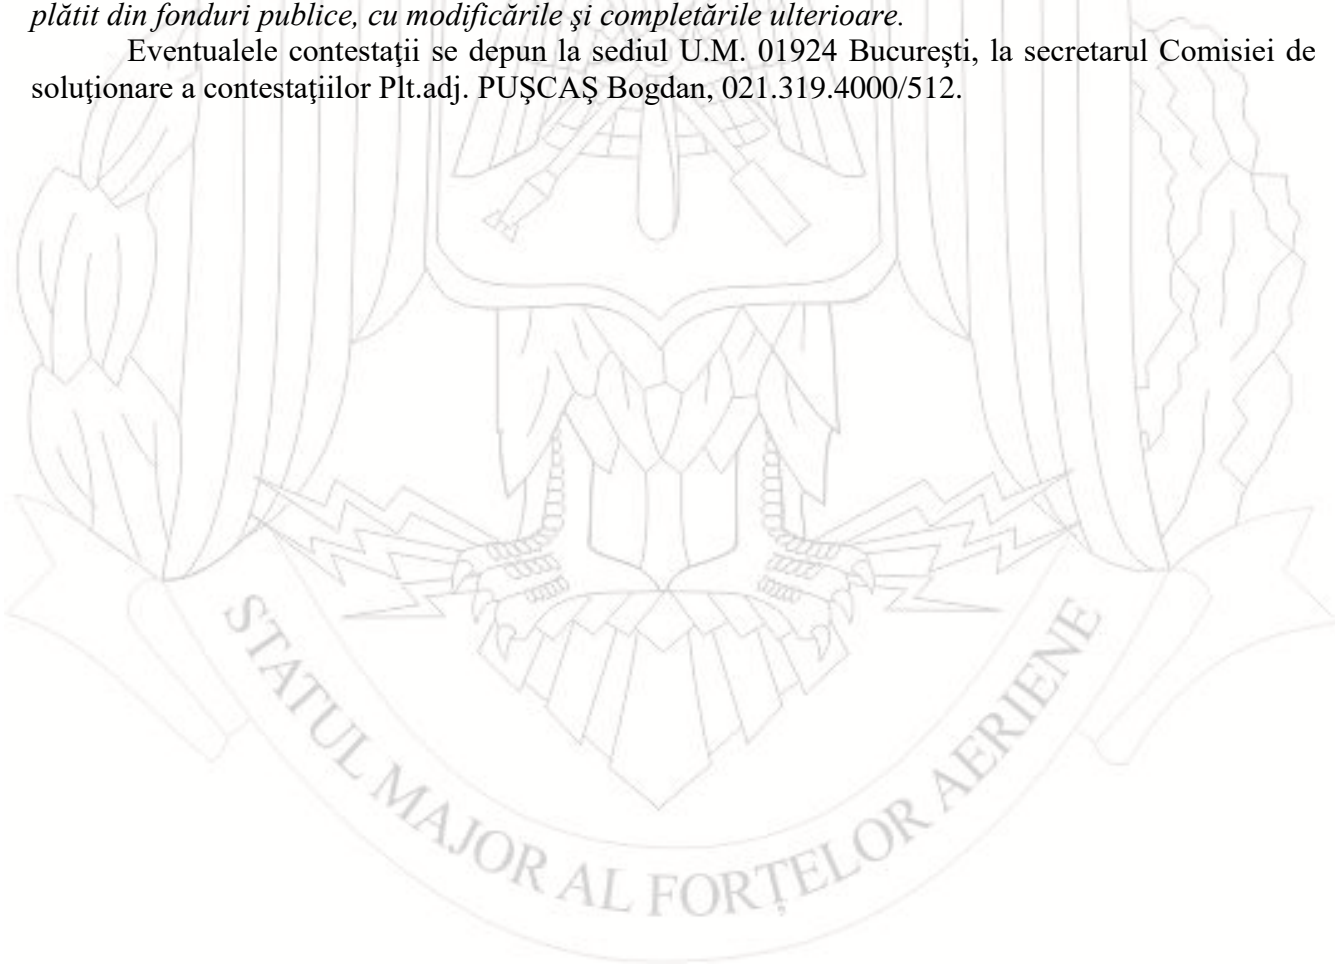 plătit din fonduri publice, cu modificările şi completările ulterioare.
Eventualele contestaţii se depun la sediul U.M. 01924 Bucureşti, la secretarul Comisiei de
soluţionare a contestaţiilor Plt.adj. PUŞCAŞ Bogdan, 021.319.4000/512.
STATUL MAJOR AL FORȚELOR AERIENE